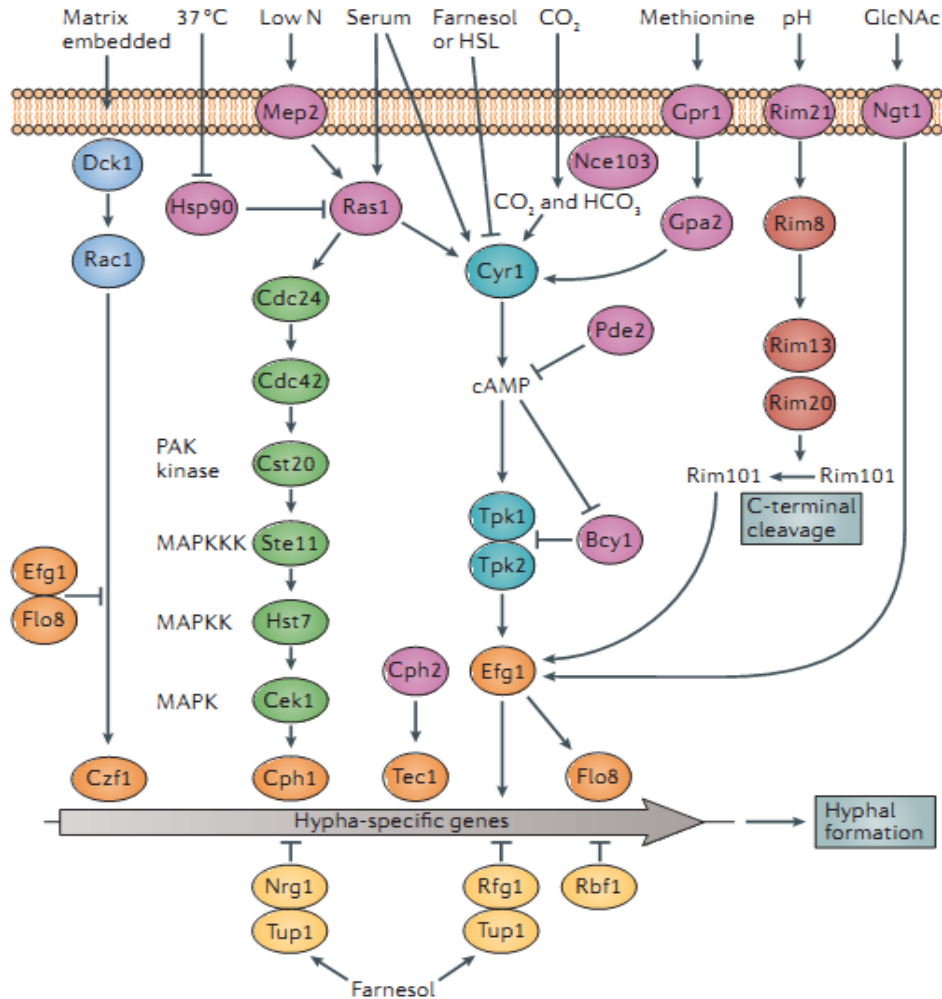 Matrix
embedded
37 °C
Low N
Serum
Farnesol
or HSL
CO2
Methionine
pH
GlcNAc
Mep2
Gpr1
Rim21
Ngt1
Dck1
Nce103
Hsp90
Ras1
CO2 and HCO3
Gpa2
Rim8
Rac1
Cyr1
Cdc24
Pde2
Rim13
Cdc42
cAMP
Rim20
PAK
kinase
Cst20
Rim101
Rim101
C-terminal
cleavage
Tpk1
MAPKKK
Ste11
Bcy1
Tpk2
Efg1
Flo8
MAPKK
Hst7
Cph2
Efg1
MAPK
Cek1
Czf1
Cph1
Tec1
Flo8
Hypha-specific genes
Hyphal
formation
Nrg1
Tup1
Rfg1
Tup1
Rbf1
Farnesol